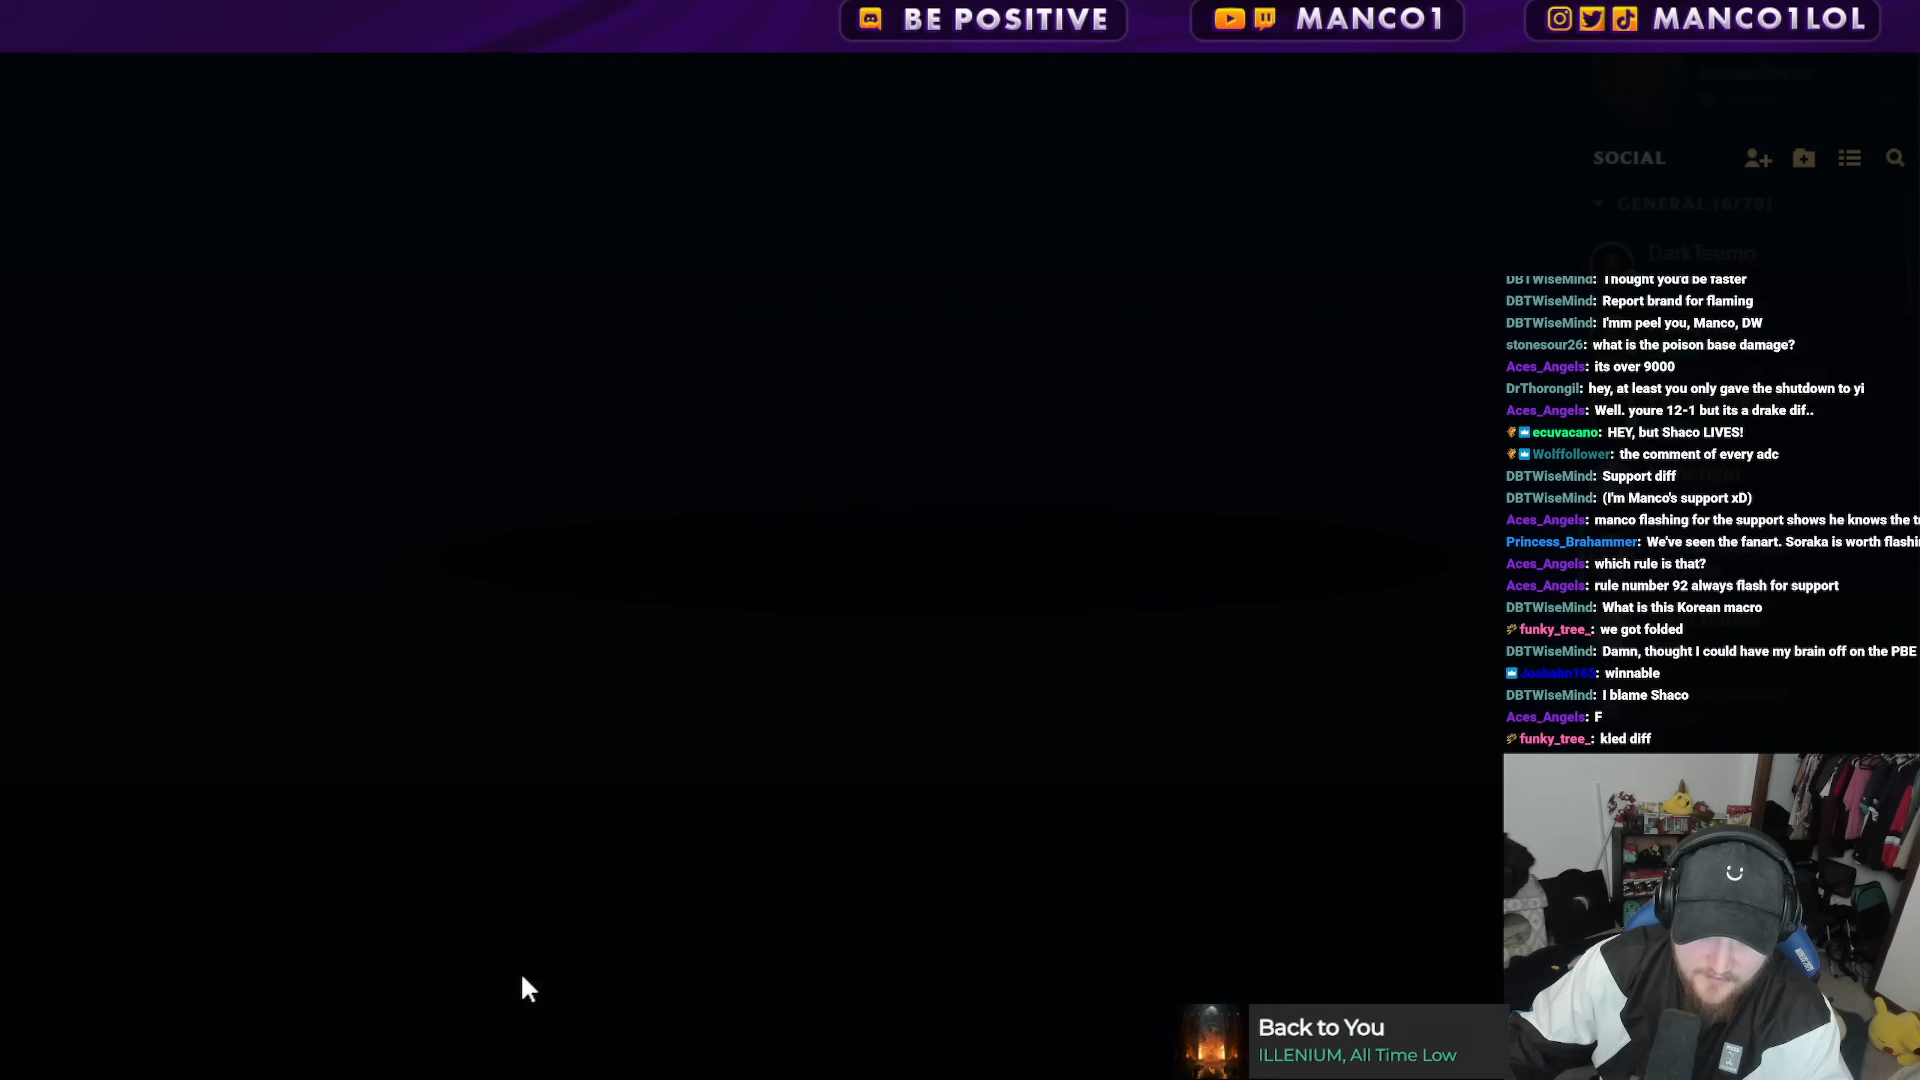 BE POSITIVE
MANCO1
MANCO1LOL
SOCIAL
GENERAL (6/78)
DarkTeemo
DBTWiseMind: Thought you'd be faster
DBTWiseMind: Report brand for flaming
DBTWiseMind: I'mm peel you, Manco, DW
stonesour26: what is the poison base damage?
Aces_Angels: its over 9000
DrThorongil: hey, at least you only gave the shutdown to yi
Aces_Angels: Well. youre 12-1 but its a drake dif..
ecuvacano: HEY, but Shaco LIVES!
Wolffollower: the comment of every adc
DBTWiseMind: Support diff
DBTWiseMind: (I'm Manco's support xD)
Aces_Angels: manco flashing for the support shows he knows the
Princess_Brahammer: We've seen the fanart. Soraka is worth
Aces_Angels: which rule is that?
Aces_Angels: rule number 92 always flash for support
DBTWiseMind: What is this Korean macro
funky_tree_: we got folded
DBTWiseMind: Damn, thought I could have my brain off on the PBE
winnable
DBTWiseMind: I blame Shaco
Aces_Angels: F
funky_tree_: kled diff
Back to You
ILLENIUM, All Time Low